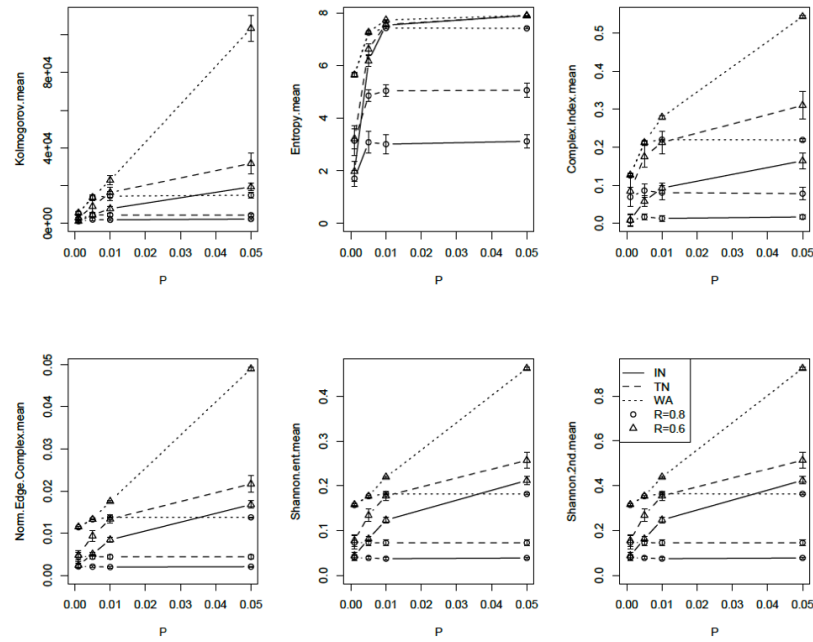 Kolmogorov.mean
0e+00 4e+04 8e+04
0.00 0.01 0.02 0.03 0.04 0.05
P
Entropy.mean
0 2 4 6 8
0.00 0.01 0.02 0.03 0.04 0.05
P
Complex.Index.mean
0.0 0.1 0.2 0.3 0.4 0.5
0.00 0.01 0.02 0.03 0.04 0.05
P
Norm.Edge.Complex.mean
0.00 0.01 0.02 0.03 0.04 0.05
0.00 0.01 0.02 0.03 0.04 0.05
P
Shannon.ent.mean
0.0 0.1 0.2 0.3 0.4
0.00 0.01 0.02 0.03 0.04 0.05
P
Shannon.2nd.mean
0.0 0.2 0.4 0.6 0.8
IN
TN
WA
R=0.8
R=0.6
0.00 0.01 0.02 0.03 0.04 0.05
P